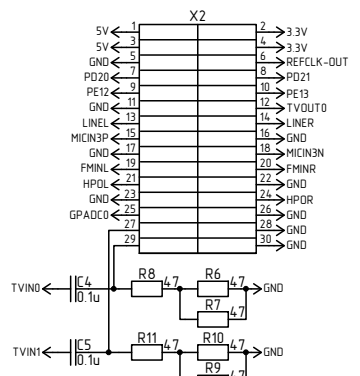 X2
5V 1 2 3.3V
5V 3 4 3.3V
GND 5 6 REFCLK-OUT
PD20 7 8 PD21
PE12 9 10 PE13
GND 11 12 TVOUT0
LINEL 13 14 LINER
MICIN3P 15 16 GND
GND 17 18 MICIN3N
FMINL 19 20 FMINR
HPOL 21 22 GND
GND 23 24 HPOR
GPADC0 25 26 GND
27 28 GND
29 30 GND
C4 R8 47 R6 47
TVIN0 0.1u GND
R7 47
C5 R11 47 R10 47
TVIN1 0.1u GND
R9 47